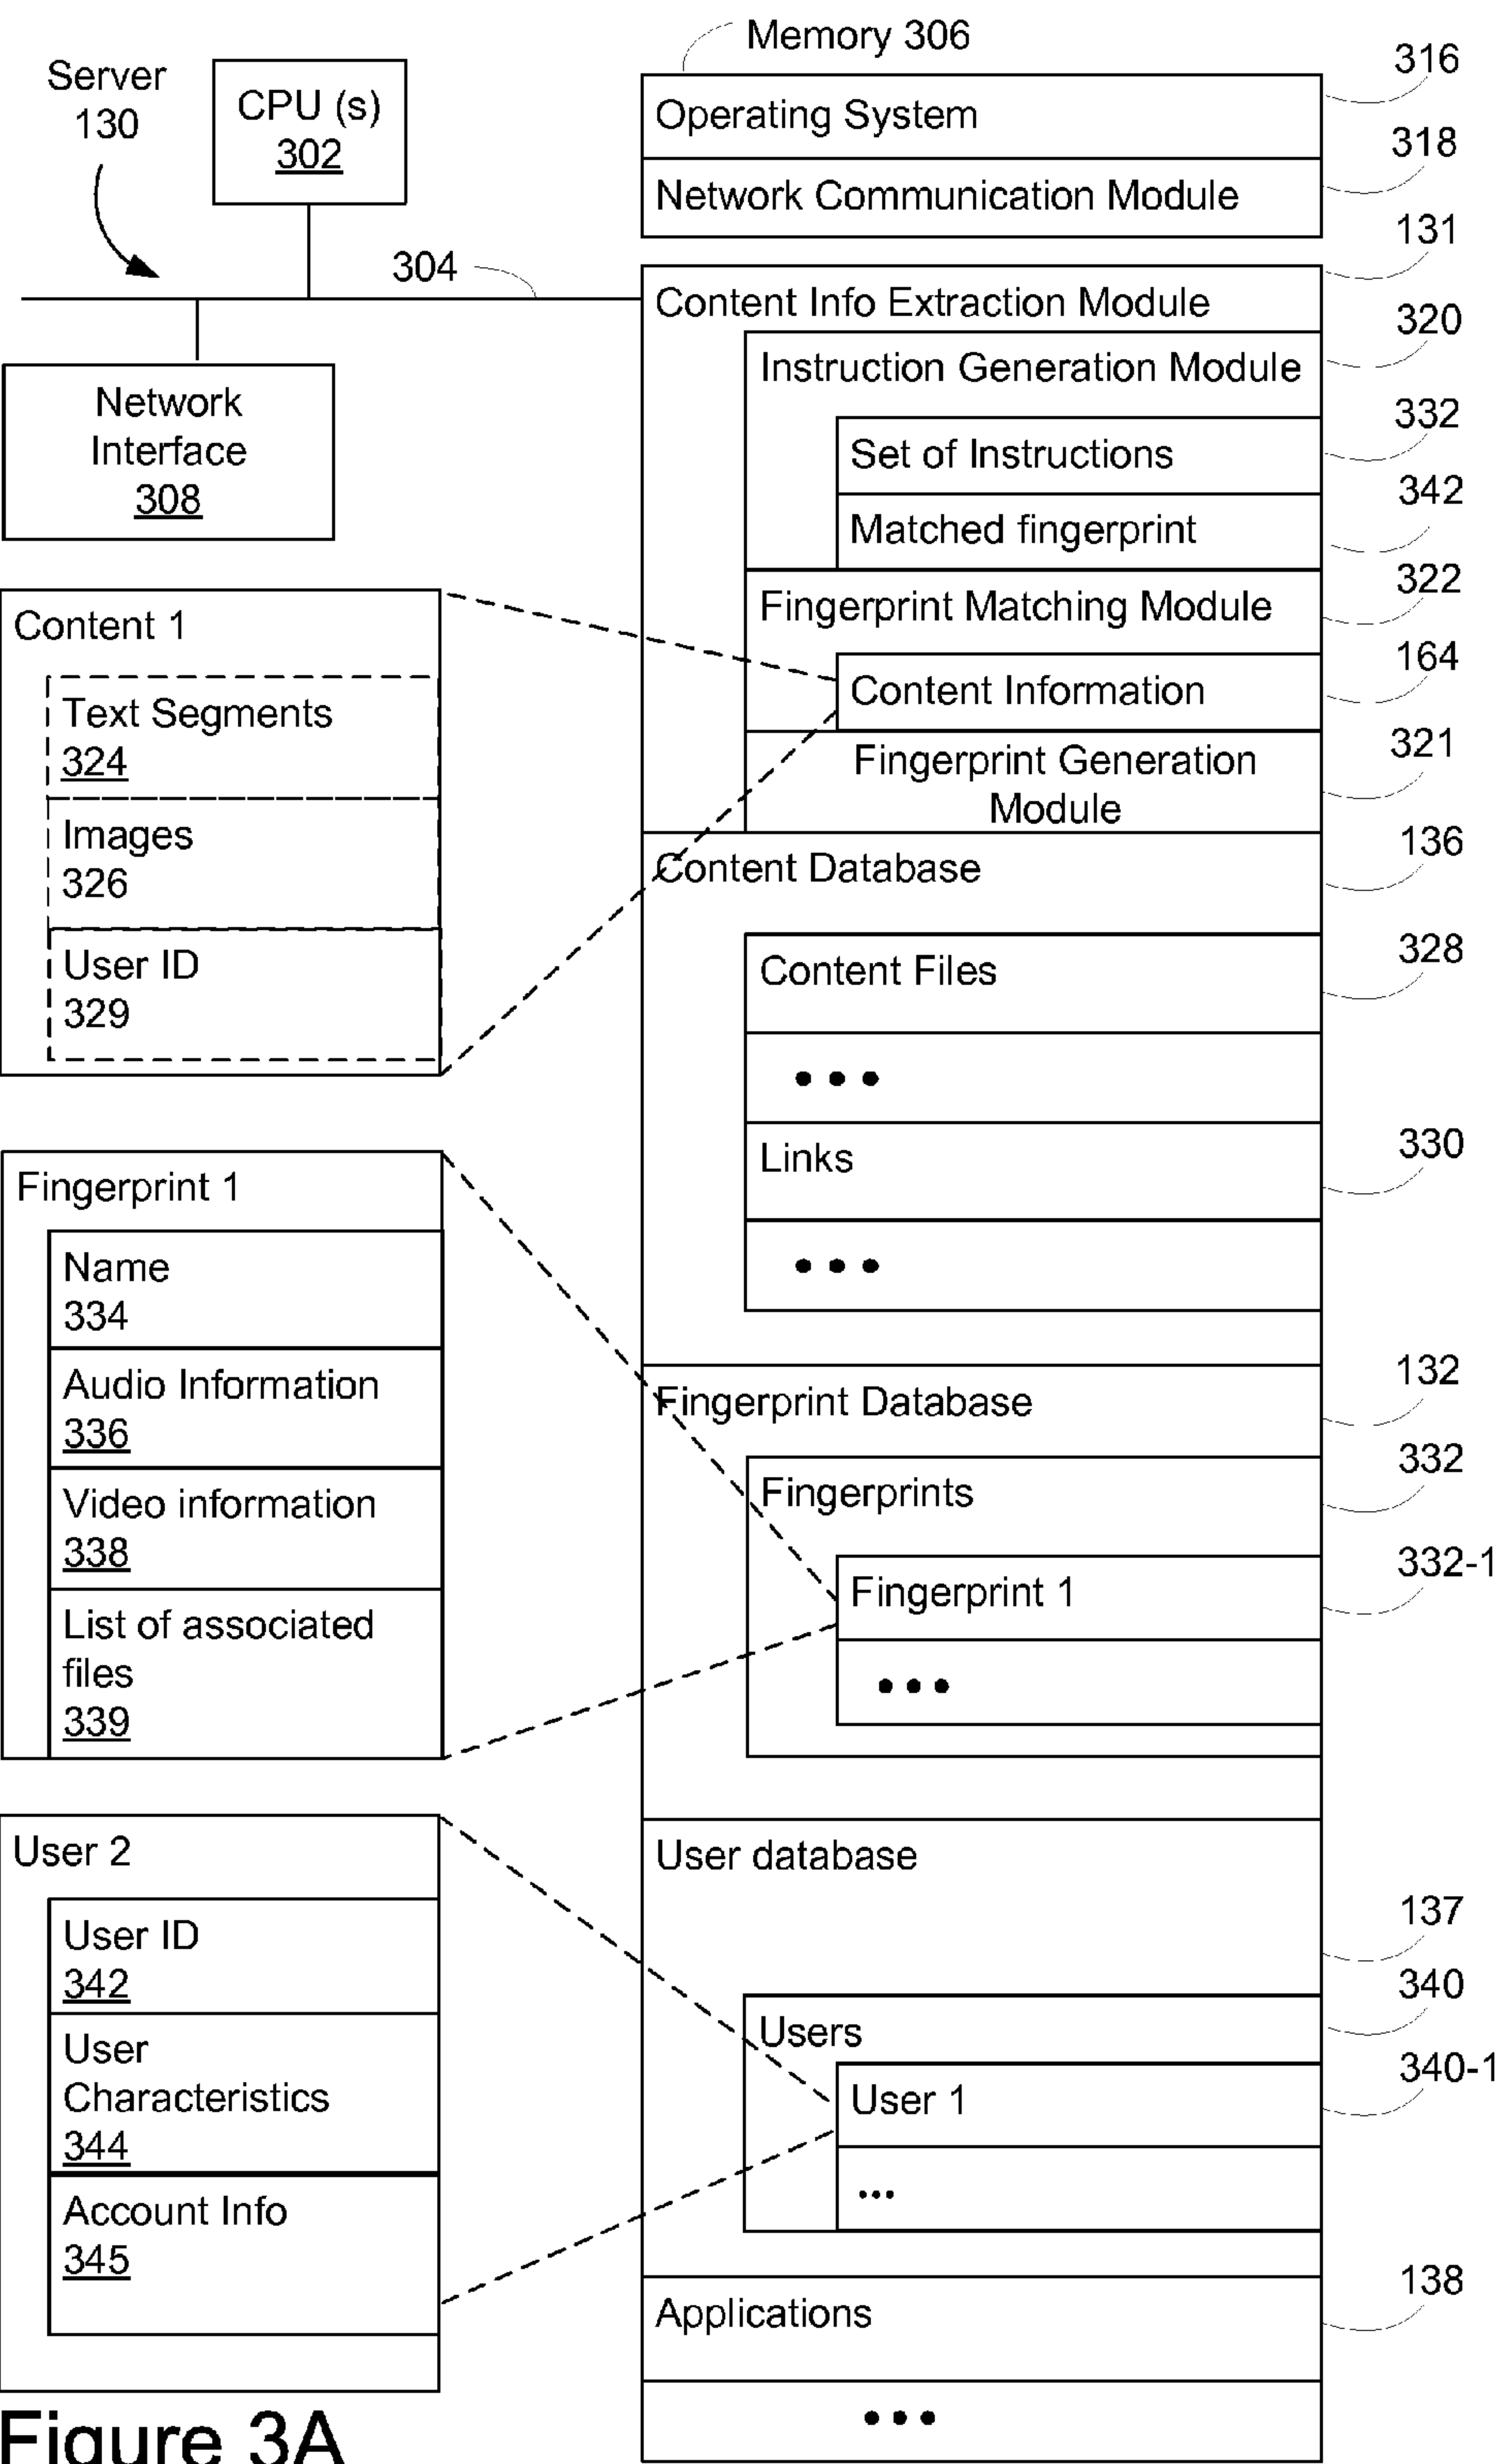 Memory 306
Server
130
CPU (s)
302
304
Network
Interface
308
Operating System
316
Network Communication Module
318
Content Info Extraction Module
131
Instruction Generation Module
320
Set of Instructions
332
Matched fingerprint
342
Fingerprint Matching Module
322
Content Information
164
Fingerprint Generation
Module
321
Content Database
136
Content Files
328
•••
Links
330
•••
Fingerprint Database
132
Fingerprints
332
Fingerprint 1
332-1
•••
User database
137
Users
340
User 1
340-1
...
Applications
138
•••
Content 1
Text Segments
324
Images
326
User ID
329
Fingerprint 1
Name
334
Audio Information
336
Video information
338
List of associated
files
339
User 2
User ID
342
User
Characteristics
344
Account Info
345
Figure 3A